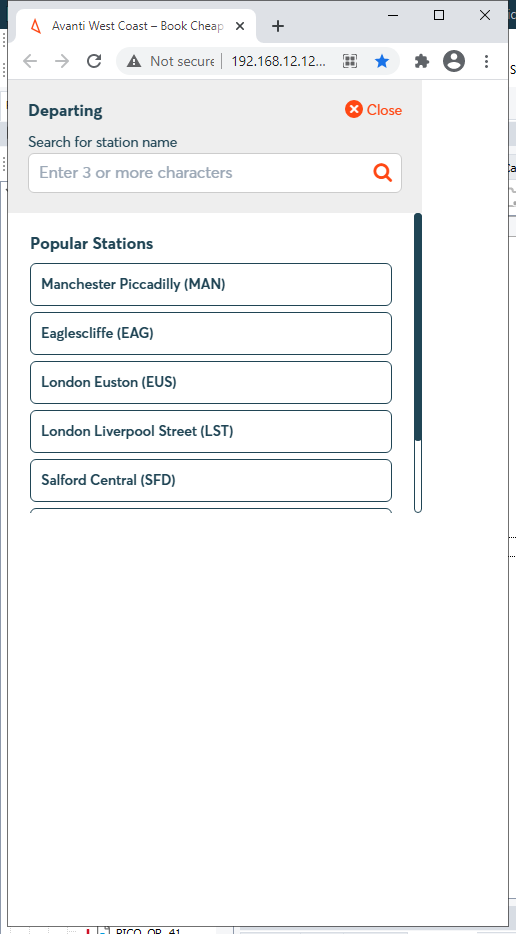 Avanti West Coast – Book Cheap
Not secure
192.168.12.12...
Departing
Close
Search for station name
Enter 3 or more characters
Popular Stations
Manchester Piccadilly (MAN)
Eaglescliffe (EAG)
London Euston (EUS)
London Liverpool Street (LST)
Salford Central (SFD)